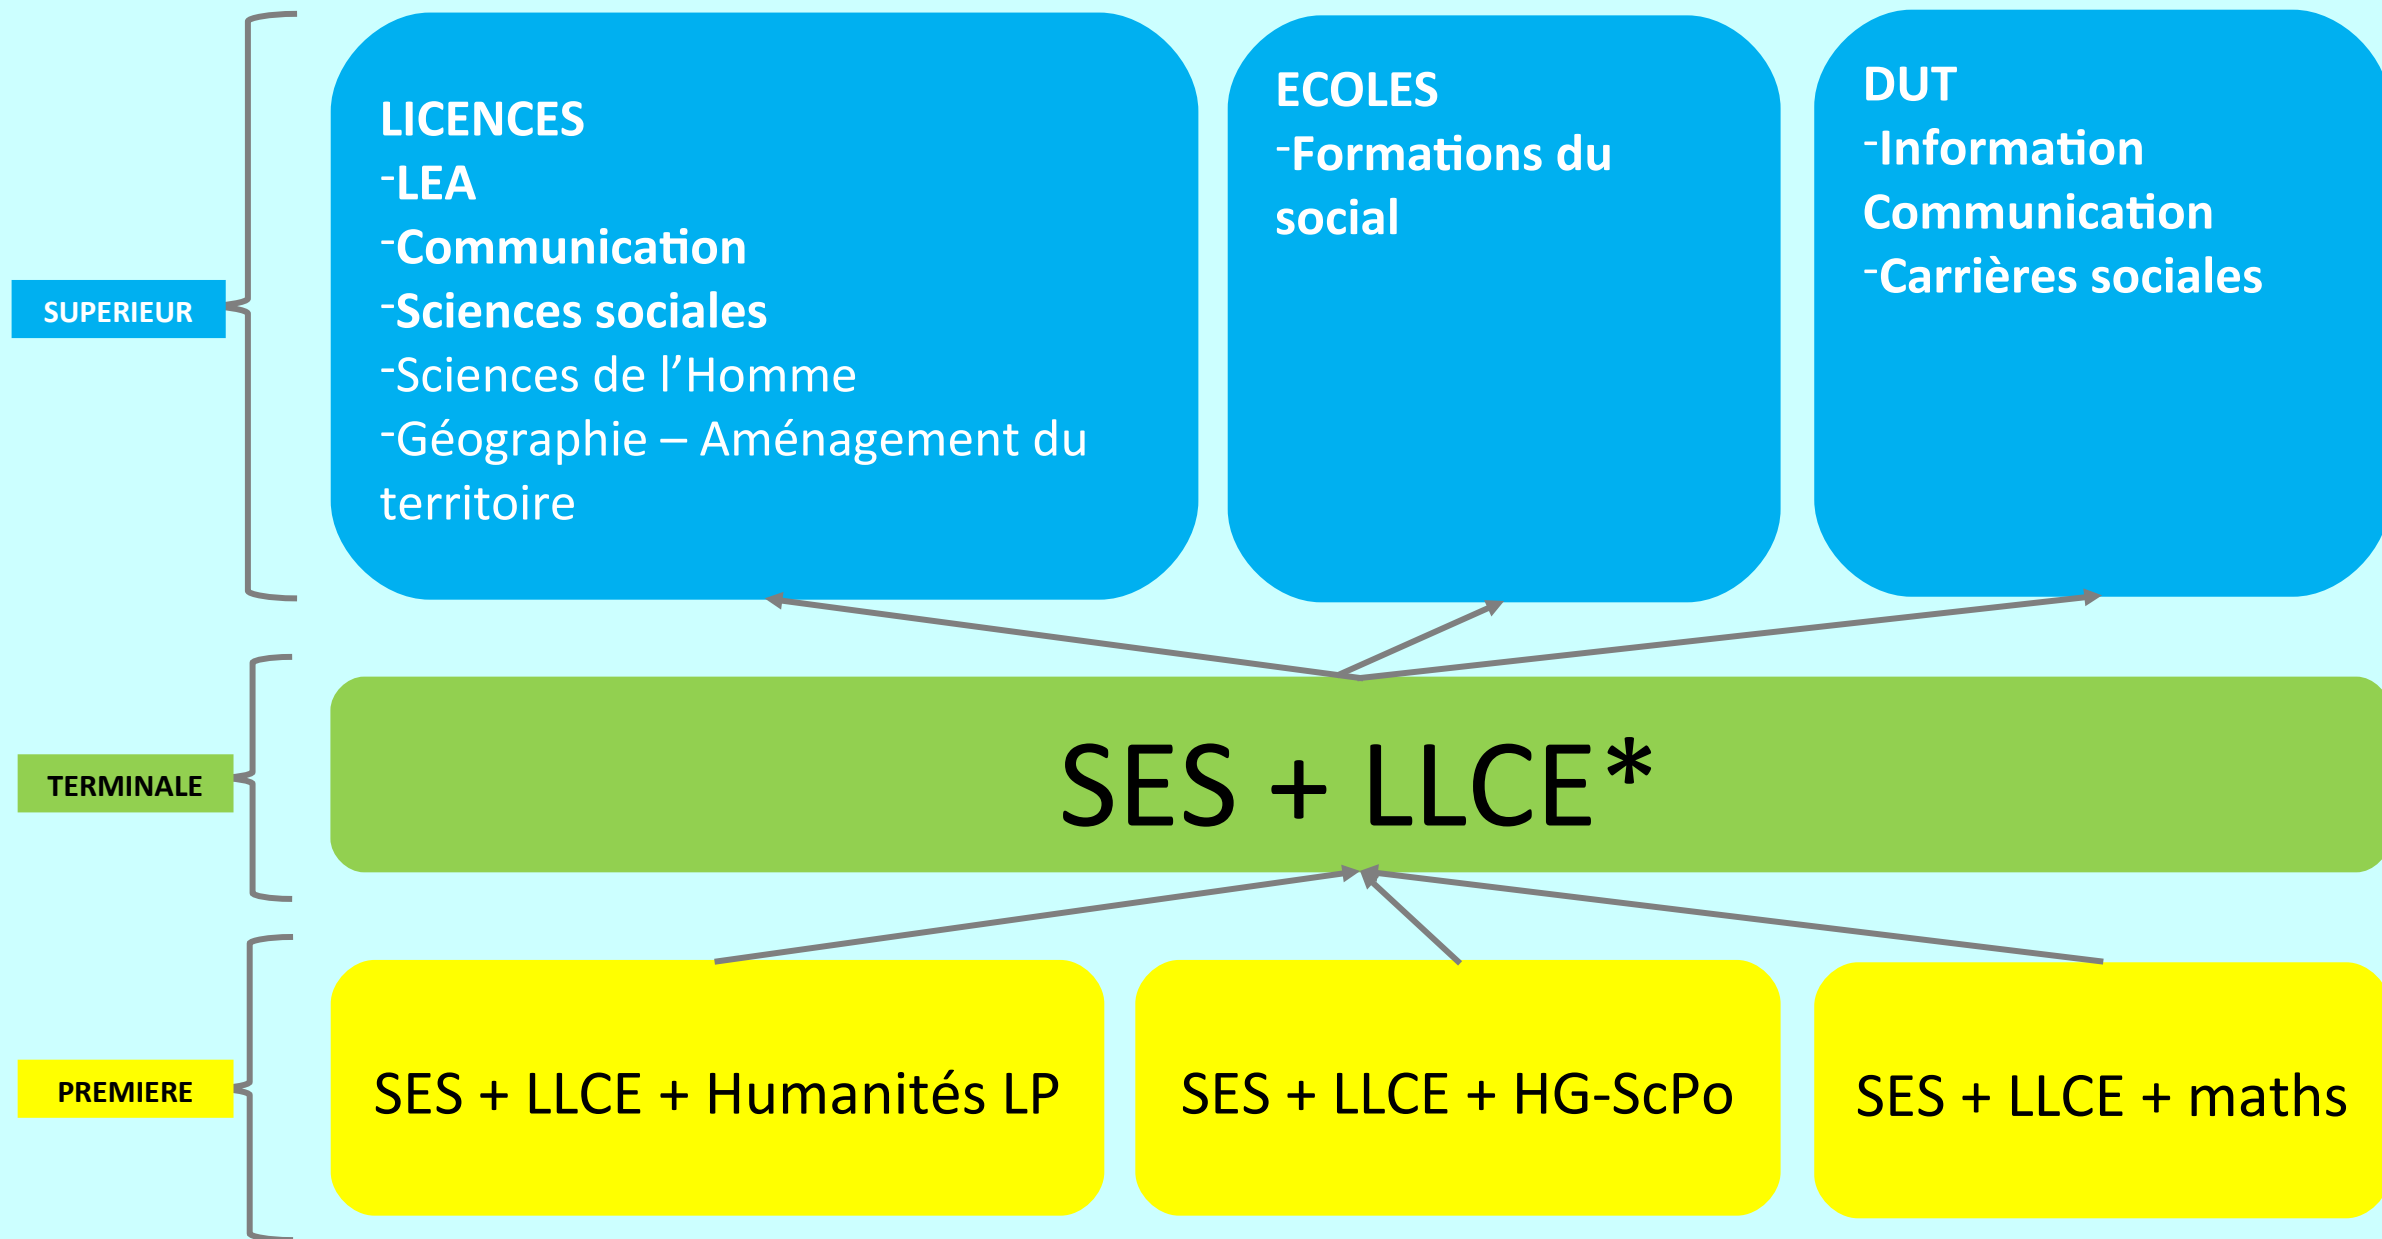 LICENCES
-LEA
-Communication
-Sciences sociales
-Sciences de l’Homme
-Géographie – Aménagement du
territoire
ECOLES
-Formations du
social
DUT
-Information
Communication
-Carrières sociales
SUPERIEUR
SES + LLCE*
TERMINALE
PREMIERE
SES + LLCE + Humanités LP
SES + LLCE + HG-ScPo
SES + LLCE + maths